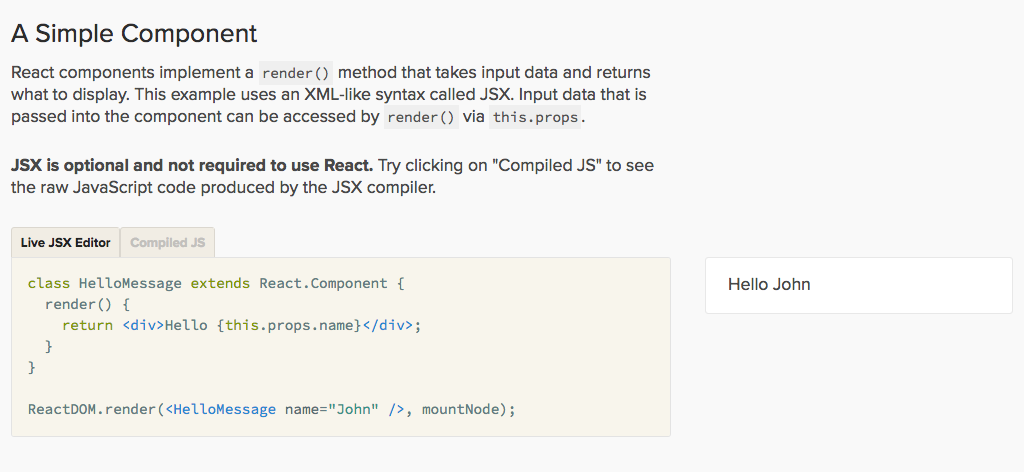 A Simple Component
React components implement a render() method that takes input data and returns
what to display. This example uses an XML-like syntax called JSX. Input data that is
passed into the component can be accessed by render() via this.props.
JSX is optional and not required to use React. Try clicking on "Compiled JS" to see
the raw JavaScript code produced by the JSX compiler.
Live JSX Editor Compiled JS
class HelloMessage extends React.Component {
  render() {
    return <div>Hello {this.props.name}</div>;
  }
}
ReactDOM.render(<HelloMessage name="John" />, mountNode);
Hello John